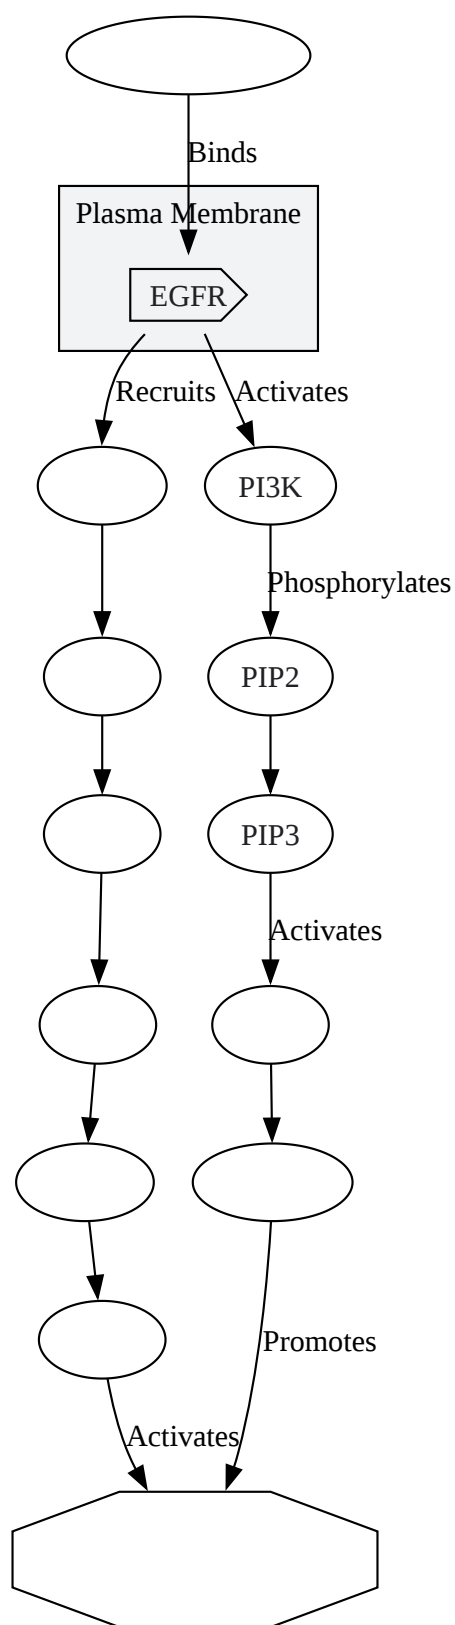 Binds
Plasma Membrane
EGFR
Recruits
Activates
PI3K
Phosphorylates
PIP2
PIP3
Activates
Promotes
Activates